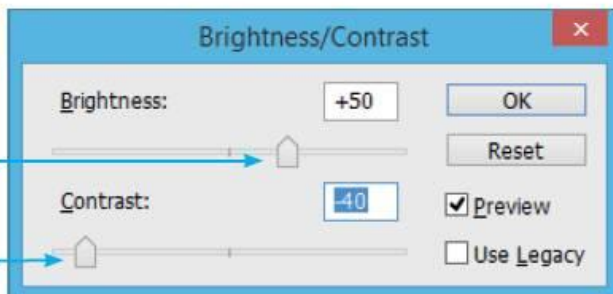 Brightness/Contrast
×
Brightness:
+50
OK
Reset
Contrast:
-40
Preview
Use Legacy